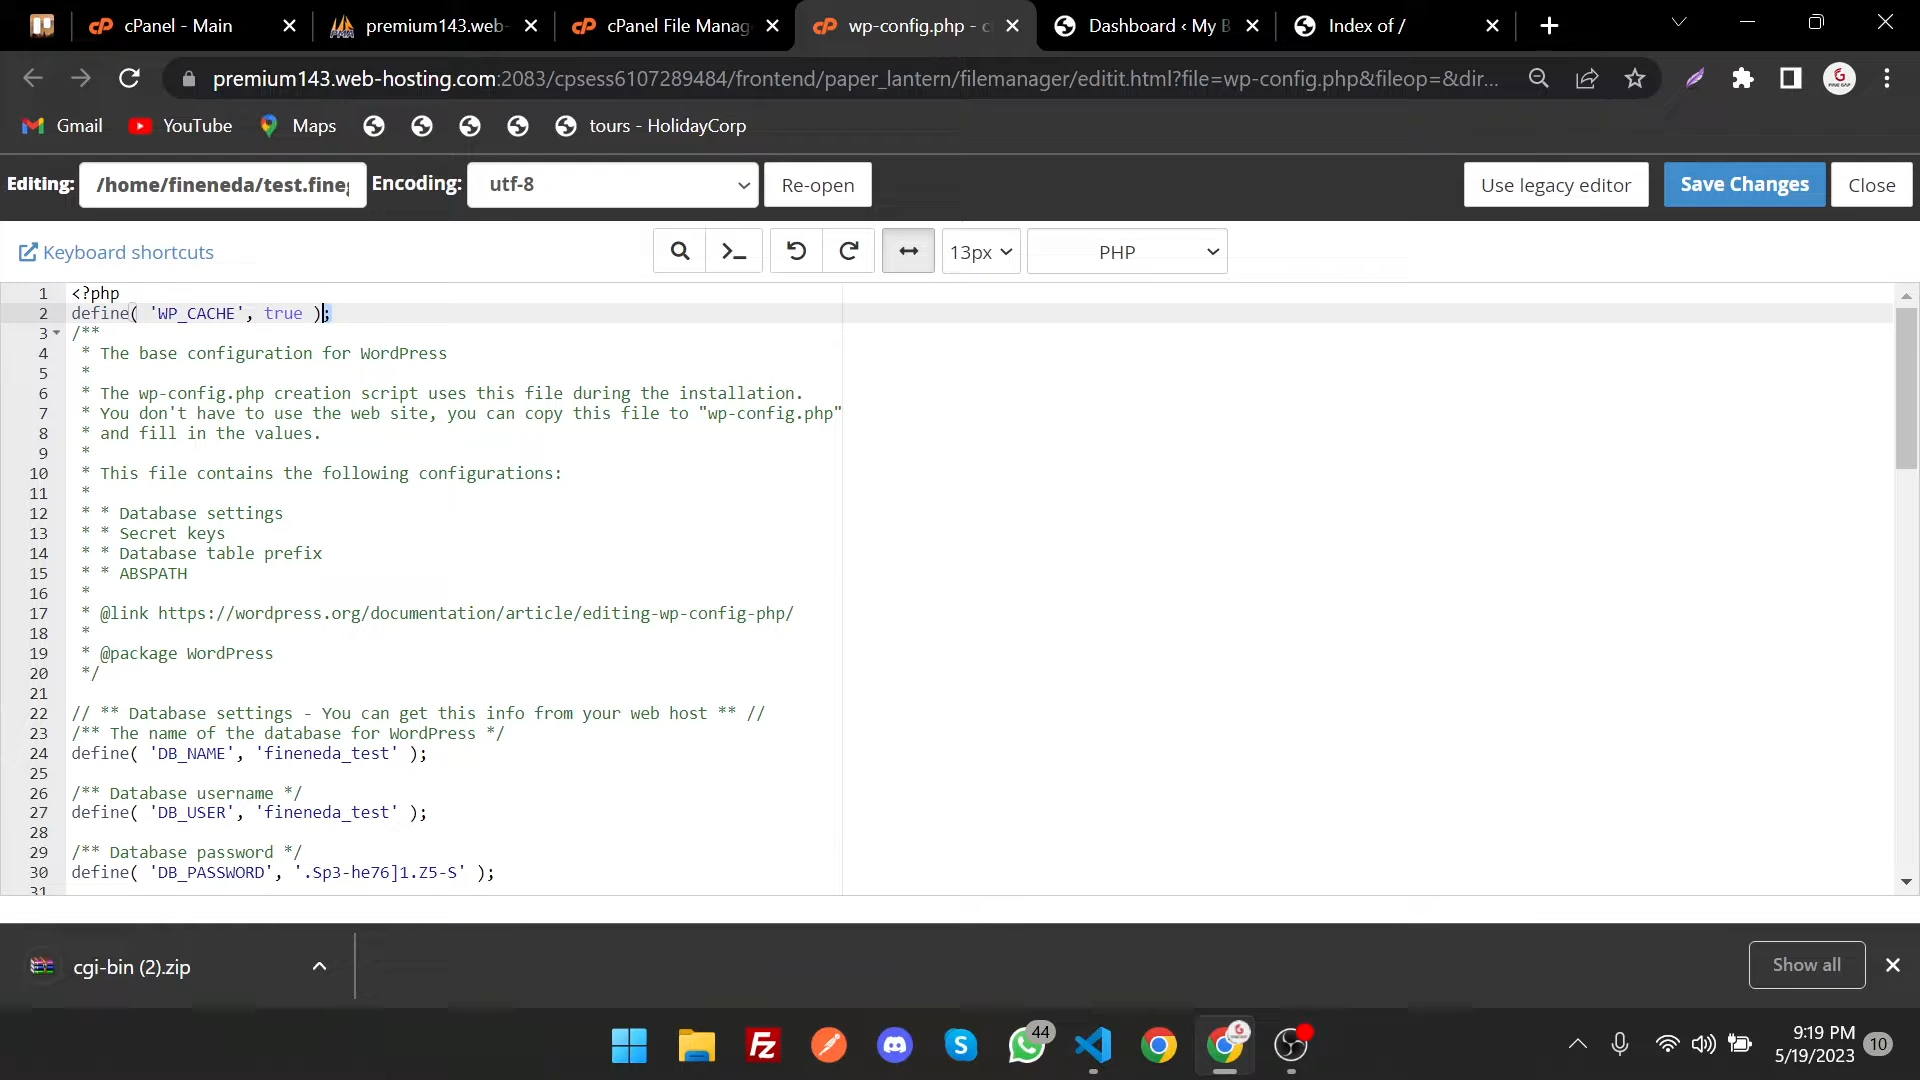 cPanel - Main
premium143.web-
cPanel File Manag
wp-config.php - c
Dashboard ‹ My B
Index of /
premium143.web-hosting.com:2083/cpsess6107289484/frontend/paper_lantern/filemanager/editit.html?file=wp-config.php&fileop=&dir...
Gmail
YouTube
Maps
tours - HolidayCorp
Editing:
/home/fineneda/test.fineg
Encoding:
utf-8
Re-open
Use legacy editor
Save Changes
Close
Keyboard shortcuts
13px
PHP
1 <?php
2 define( 'WP_CACHE', true );
3 /**
4 * The base configuration for WordPress
5 *
6 * The wp-config.php creation script uses this file during the installation.
7 * You don't have to use the web site, you can copy this file to "wp-config.php"
8 * and fill in the values.
9 *
10 * This file contains the following configurations:
11 *
12 * * Database settings
13 * * Secret keys
14 * * Database table prefix
15 * * ABSPATH
16 *
17 * @link https://wordpress.org/documentation/article/editing-wp-config-php/
18 *
19 * @package WordPress
20 */
21
22 // ** Database settings - You can get this info from your web host ** //
23 /** The name of the database for WordPress */
24 define( 'DB_NAME', 'fineneda_test' );
25
26 /** Database username */
27 define( 'DB_USER', 'fineneda_test' );
28
29 /** Database password */
30 define( 'DB_PASSWORD', '.Sp3-he76]1.Z5-S' );
31
cgi-bin (2).zip
Show all
44
9:19 PM
5/19/2023
10